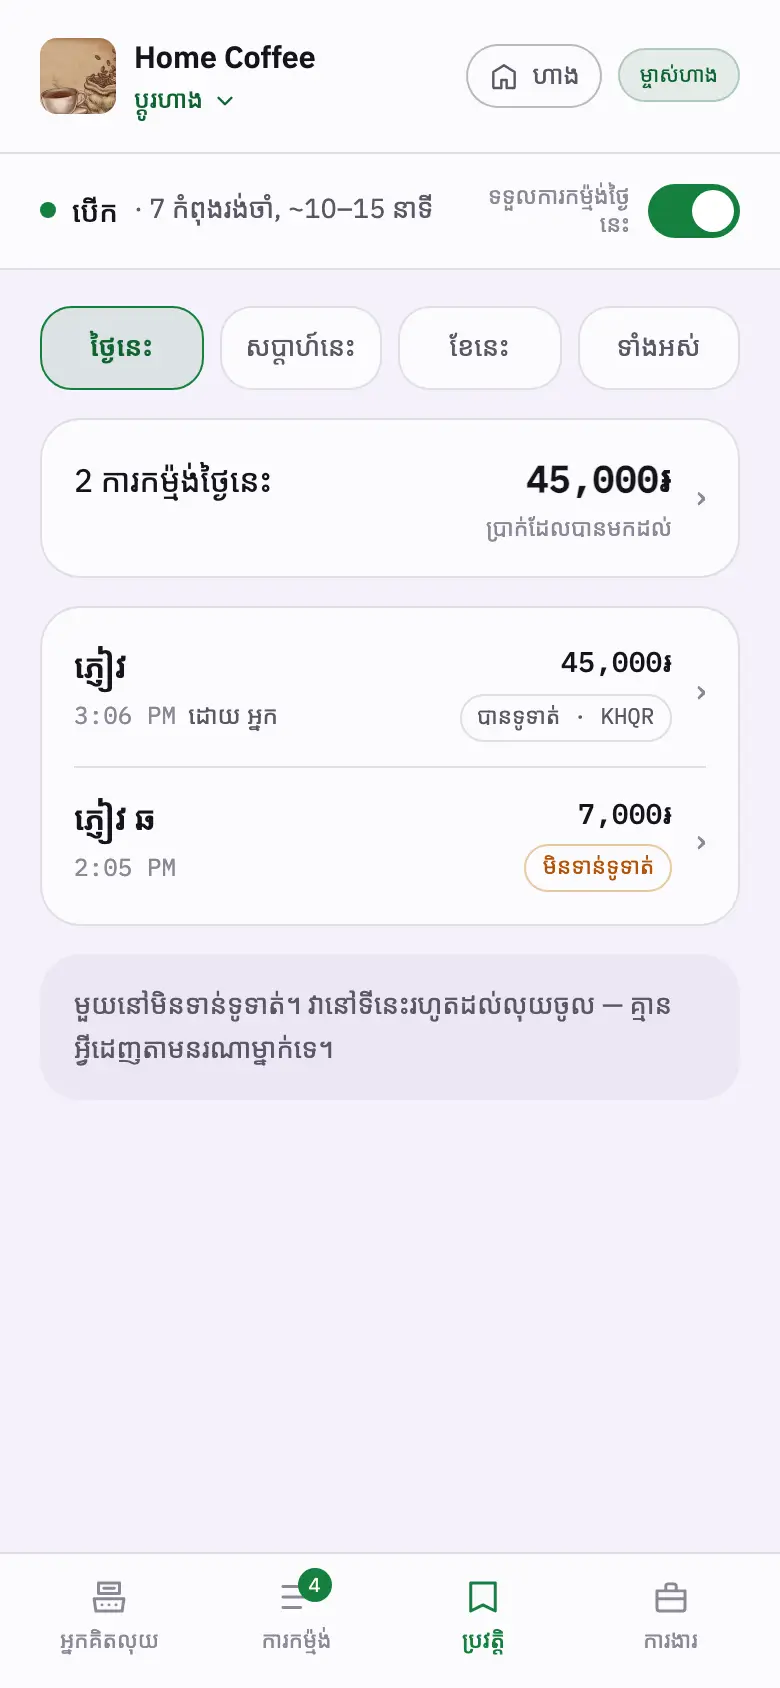 Home Coffee
ប្ដូរហាង
ហាង
ម្ចាស់ហាង
បើក · 7 កំពុងរង់ចាំ, ~10–15 នាទី
ទទួលការកម្ម៉ង់ថ្ងៃ
នេះ
ថ្ងៃនេះ
សប្ដាហ៍នេះ
ខែនេះ
ទាំងអស់
2 ការកម្ម៉ង់ថ្ងៃនេះ
45,000៛
ប្រាក់ដែលបានមកដល់
ភ្ញៀវ
45,000៛
3:06 PM ដោយ អ្នក
បានទូទាត់ · KHQR
ភ្ញៀវ ឆ
7,000៛
2:05 PM
មិនទាន់ទូទាត់
មួយនៅមិនទាន់ទូទាត់។ វានៅទីនេះរហូតដល់លុយចូល — គ្មាន
អ្វីដេញតាមនរណាម្នាក់ទេ។
4
អ្នកគិតលុយ
ការកម្ម៉ង់
ប្រវត្តិ
ការងារ